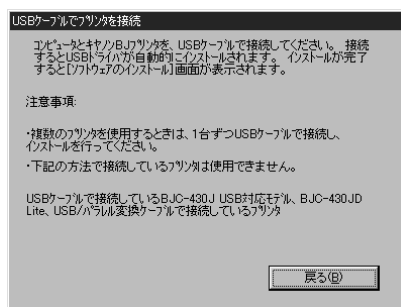 USBｹｰﾌﾞﾙでﾌﾟﾘﾝﾀを接続
ｺﾝﾋﾟｭｰﾀとｷﾔﾉﾝBJﾌﾟﾘﾝﾀを、USBｹｰﾌﾞﾙで接続してください。 接続
するとUSBﾄﾞﾗｲﾊﾞが自動的にｲﾝｽﾄｰﾙされます。 ｲﾝｽﾄｰﾙが完了
すると[ｿﾌﾄｳｪｱのｲﾝｽﾄｰﾙ]画面が表示されます。
注意事項:
･複数のﾌﾟﾘﾝﾀを使用するときは、1台ずつUSBｹｰﾌﾞﾙで接続し、
ｲﾝｽﾄｰﾙを行ってください。
･下記の方法で接続しているﾌﾟﾘﾝﾀは使用できません。
USBｹｰﾌﾞﾙで接続しているBJC-430J USB対応ﾓﾃﾞﾙ、BJC-430JD
Lite、USB/ﾊﾟﾗﾚﾙ変換ｹｰﾌﾞﾙで接続しているﾌﾟﾘﾝﾀ
戻る(B)